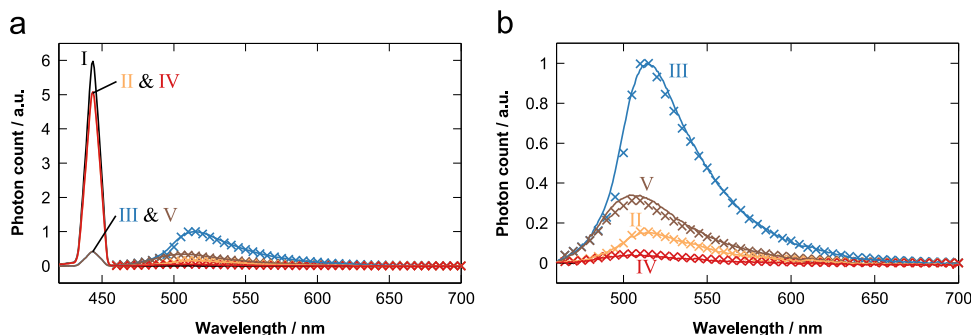 a
Photon count / a.u.
6
5
4
3
2
1
0
I
II & IV
III & V
450
500
550
600
650
700
Wavelength / nm
b
Photon count / a.u.
1
0.8
0.6
0.4
0.2
0
III
V
II
IV
500
550
600
650
700
Wavelength / nm